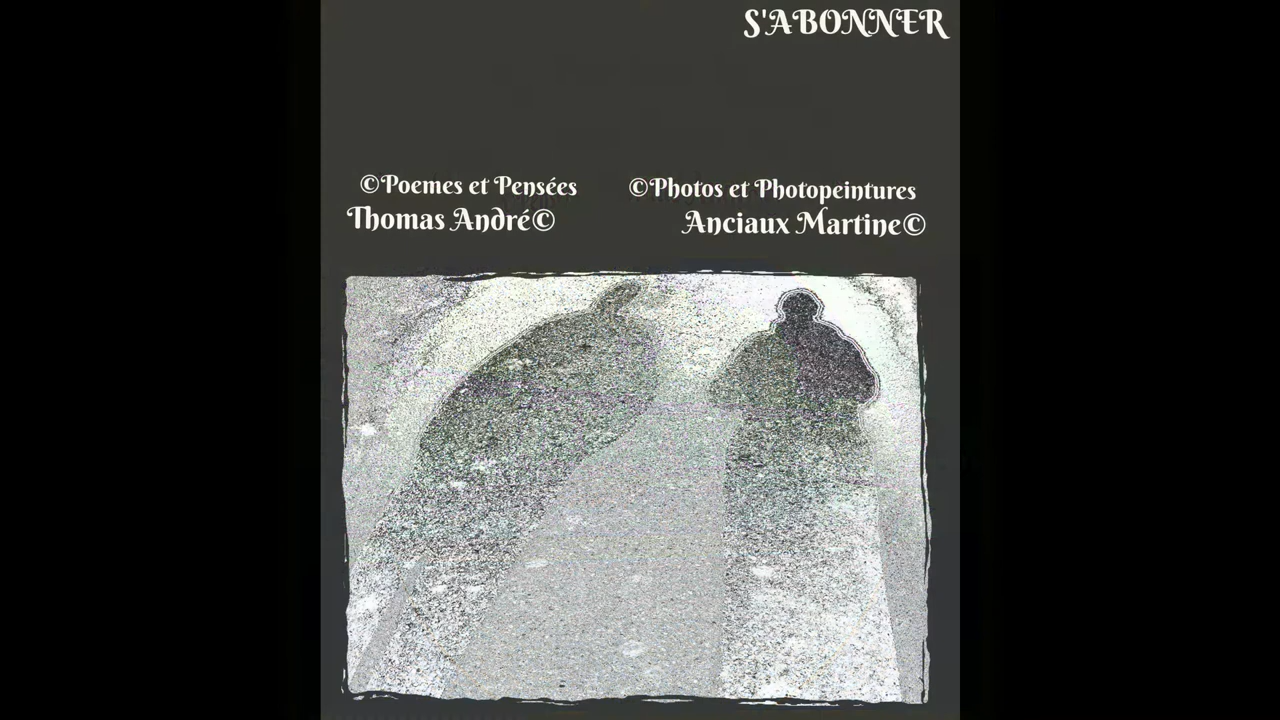 S'ABONNER
©Poemes et Pensées
Thomas André©
©Photos et Photopeintures
Anciaux Martine©